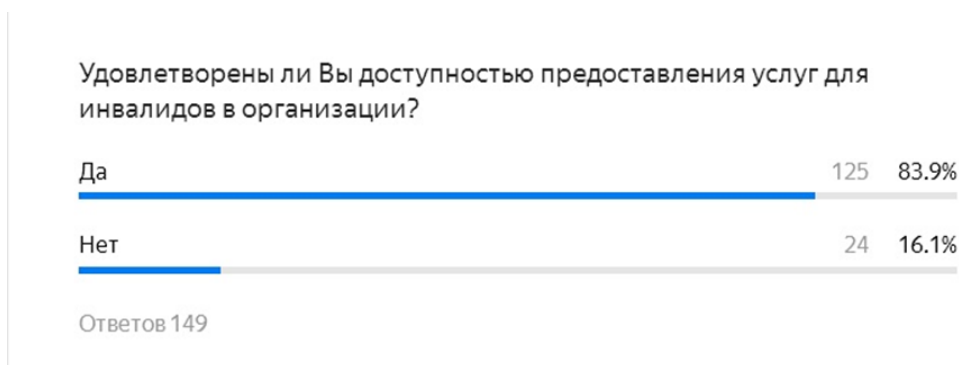 Удовлетворены ли Вы доступностью предоставления услуг для
инвалидов в организации?
Да 125 83.9%
Нет 24 16.1%
Ответов 149